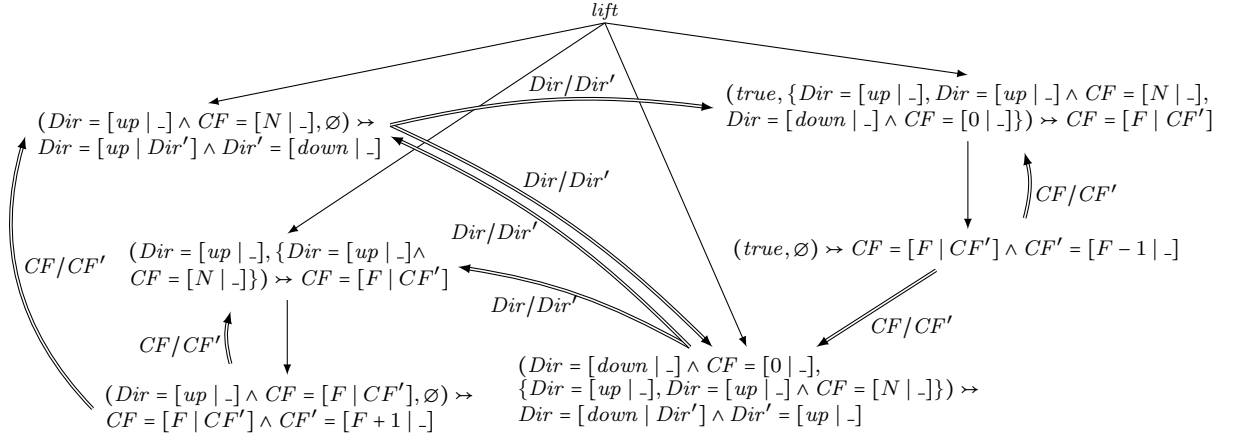 lift
Dir/Dir′
(Dir = [up | _] ∧ CF = [N | _], ∅) ↣
Dir = [up | Dir′] ∧ Dir′ = [down | _]
(true, {Dir = [up | _], Dir = [up | _] ∧ CF = [N | _],
Dir = [down | _] ∧ CF = [0 | _]}) ↣ CF = [F | CF′]
Dir/Dir′
CF/CF′
Dir/Dir′
(Dir = [up | _], {Dir = [up | _]∧
CF = [N | _]}) ↣ CF = [F | CF′]
(true, ∅) ↣ CF = [F | CF′] ∧ CF′ = [F − 1 | _]
CF/CF′
Dir/Dir′
CF/CF′
CF/CF′
(Dir = [up | _] ∧ CF = [F | CF′], ∅) ↣
CF = [F | CF′] ∧ CF′ = [F + 1 | _]
(Dir = [down | _] ∧ CF = [0 | _],
{Dir = [up | _], Dir = [up | _] ∧ CF = [N | _]}) ↣
Dir = [down | Dir′] ∧ Dir′ = [up | _]